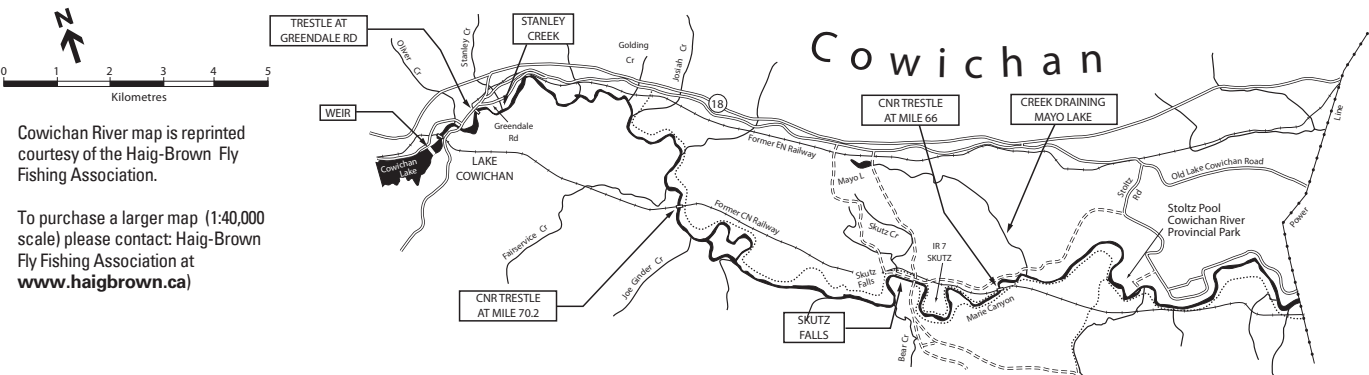 N
0 1 2 3 4 5
Kilometres
Cowichan River map is reprinted
courtesy of the Haig-Brown Fly
Fishing Association.
To purchase a larger map (1:40,000
scale) please contact: Haig-Brown
Fly Fishing Association at
www.haigbrown.ca)
Cowichan
TRESTLE AT
GREENDALE RD
STANLEY
CREEK
WEIR
Oliver Cr
Stanley Cr
Golding
Cr
Josiah Cr
Greendale
Rd
18
Cowichan
Lake
LAKE
COWICHAN
Former EN Railway
CNR TRESTLE
AT MILE 66
CREEK DRAINING
MAYO LAKE
Mayo L
Stoltz
Rd
Old Lake Cowichan Road
Power
Line
Stoltz Pool
Cowichan River
Provincial Park
Former CN Railway
Fairservice Cr
Joe Ginder Cr
Skutz Cr
Skutz
Falls
IR 7
SKUTZ
Marie Canyon
CNR TRESTLE
AT MILE 70.2
SKUTZ
FALLS
Bear Cr